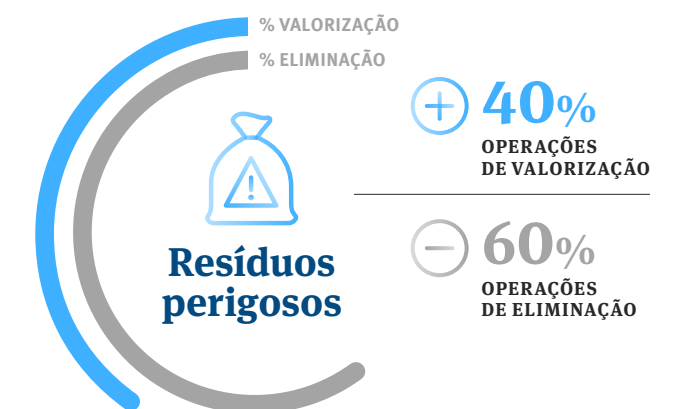 % VALORIZAÇÃO
% ELIMINAÇÃO
Resíduos
perigosos
40%
OPERAÇÕES
DE VALORIZAÇÃO
60%
OPERAÇÕES
DE ELIMINAÇÃO